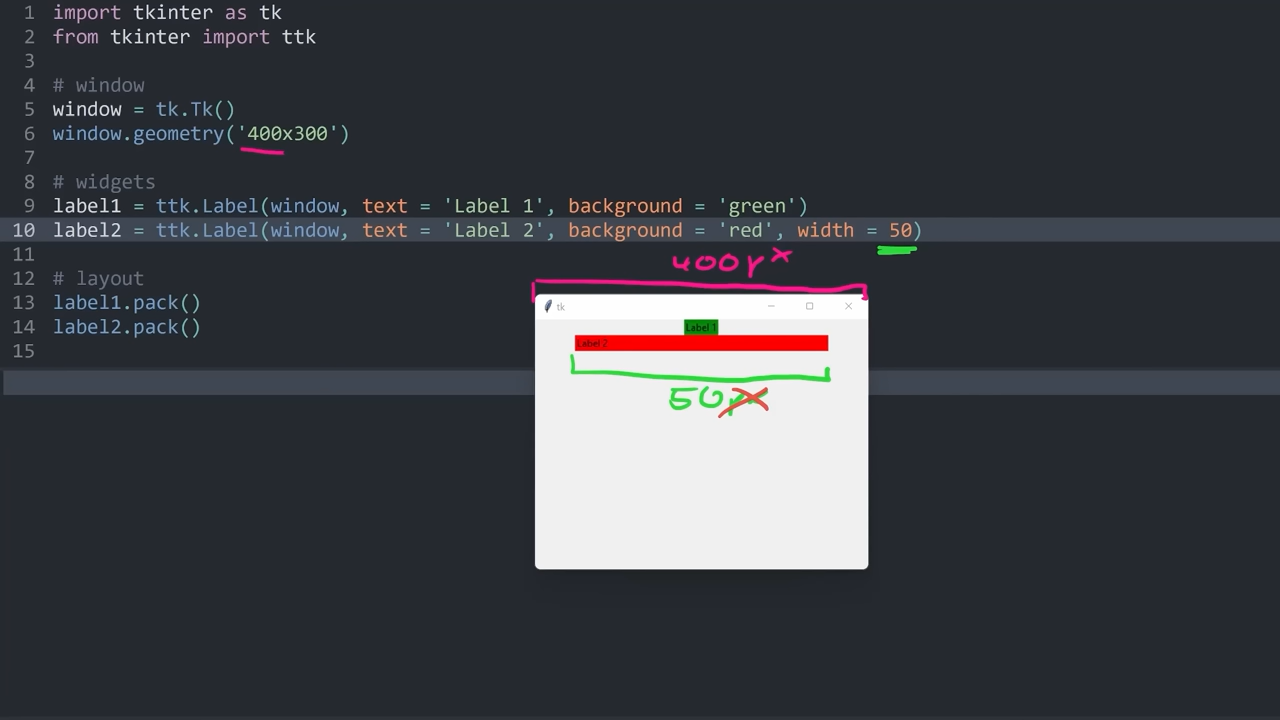 1 import tkinter as tk
2 from tkinter import ttk
3
4 # window
5 window = tk.Tk()
6 window.geometry('400x300')
7
8 # widgets
9 label1 = ttk.Label(window, text = 'Label 1', background = 'green')
10 label2 = ttk.Label(window, text = 'Label 2', background = 'red', width = 50)
11
12 # layout
13 label1.pack()
14 label2.pack()
15
400px
tk
Label 1
Label 2
50px